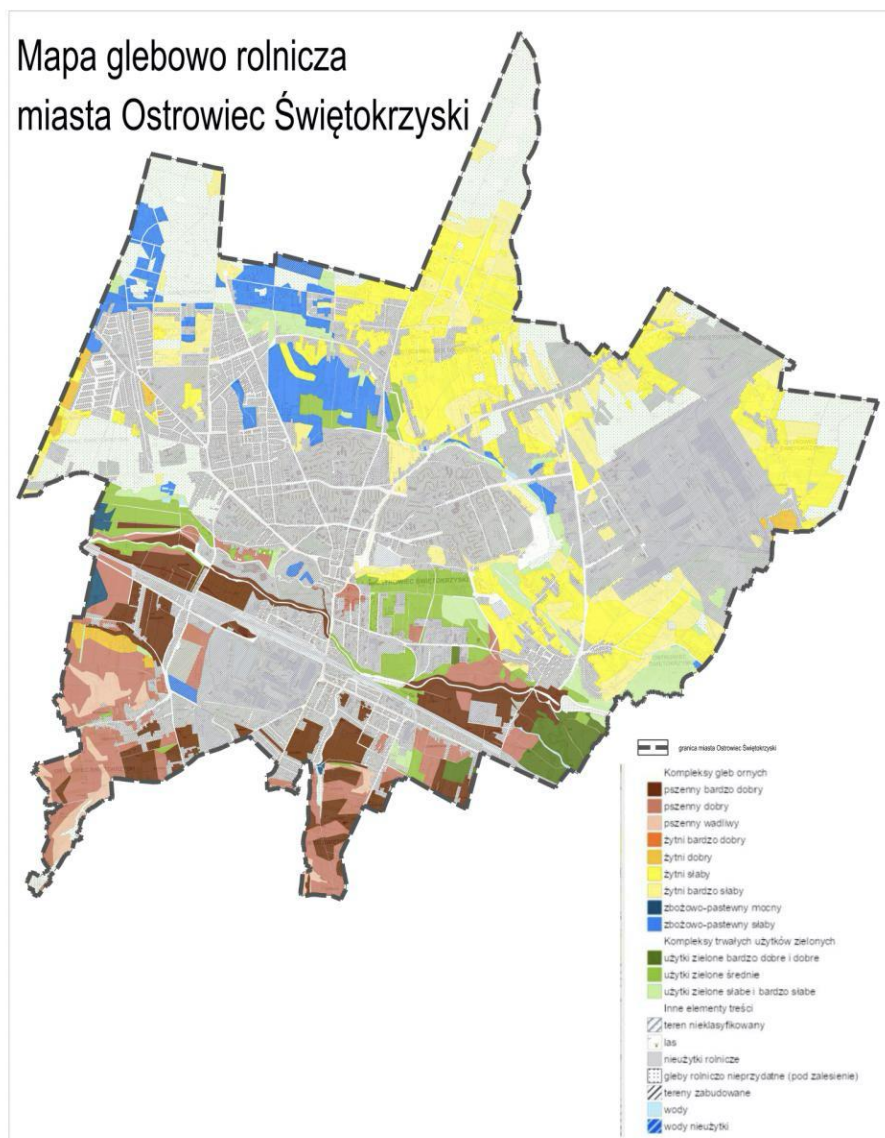 Mapa glebowo rolnicza
miasta Ostrowiec Świętokrzyski
granica miasta Ostrowiec Świętokrzyski
Kompleksy gleb ornych
pszenny bardzo dobry
pszenny dobry
pszenny wadliwy
żytni bardzo dobry
żytni dobry
żytni słaby
żytni bardzo słaby
zbożowo-pastewny mocny
zbożowo-pastewny słaby
Kompleksy trwałych użytków zielonych
użytki zielone bardzo dobre i dobre
użytki zielone średnie
użytki zielone słabe i bardzo słabe
Inne elementy treści
teren nieklasyfikowany
las
nieużytki rolnicze
gleby rolniczo nieprzydatne (pod zalesienie)
tereny zabudowane
wody
wody nieużytki